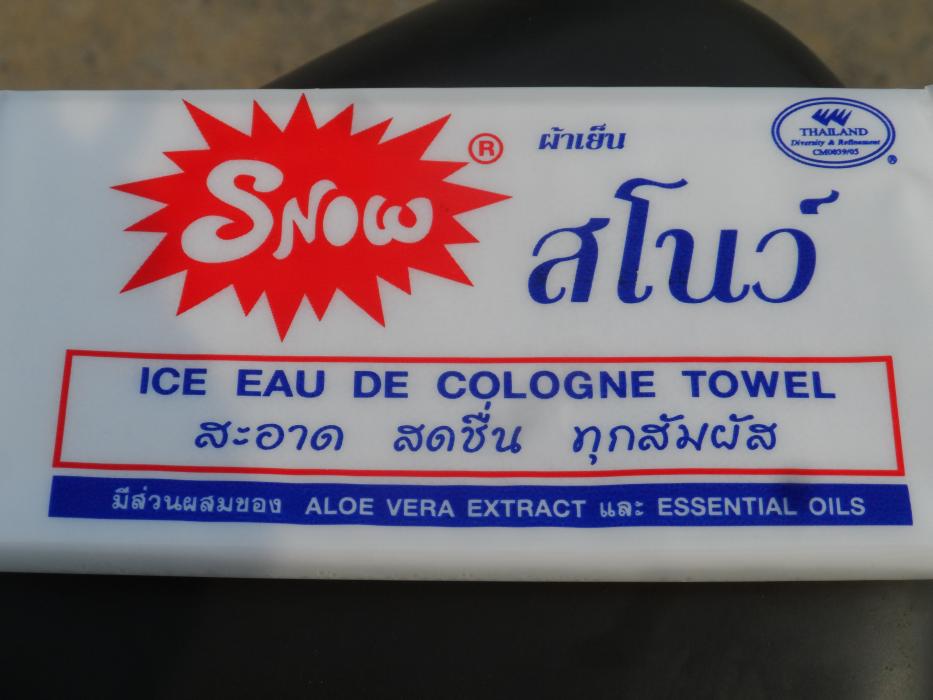 SNOW ®
ผ้าเย็น
THAILAND
Diversity & Refinement
CM0039/05
®
สโนว์
ICE EAU DE COLOGNE TOWEL
สะอาด สดชื่น ทุกสัมผัส
มีส่วนผสมของ ALOE VERA EXTRACT และ ESSENTIAL OILS